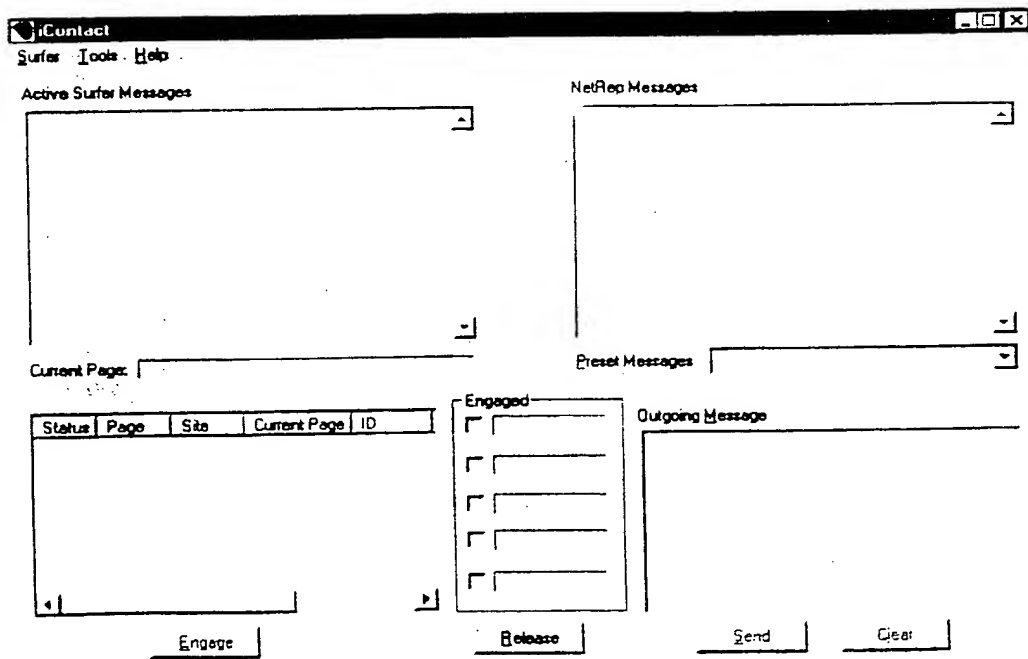 iContact
Surfer Tools Help
Active Surfer Messages
NetRep Messages
Current Page:
Preset Messages
Status Page Site Current Page ID
Engaged
Outgoing Message
Engage
Release
Send
Clear